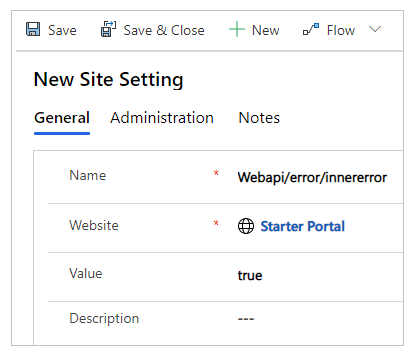 Save Save & Close New Flow
New Site Setting
General Administration Notes
Name * Webapi/error/innererror
Website * Starter Portal
Value true
Description ---